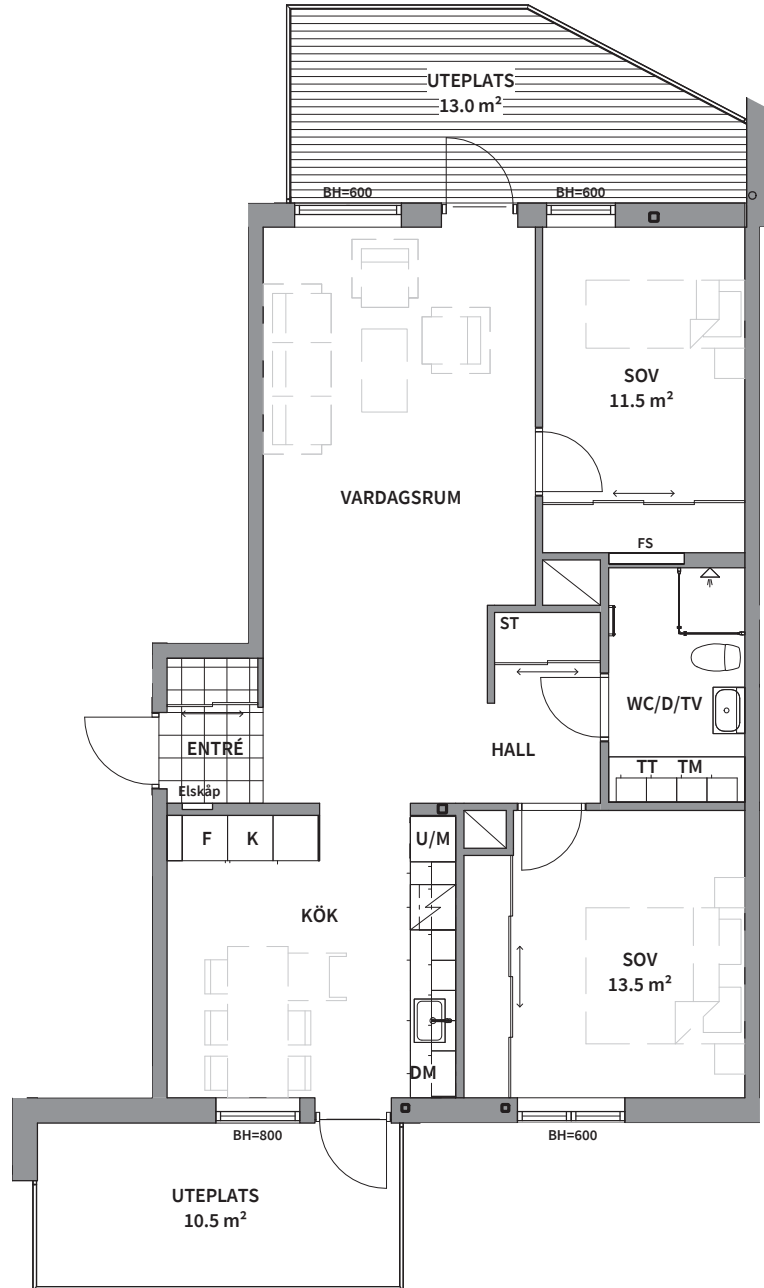 UTEPLATS
13.0 m²
BH=600
BH=600
SOV
11.5 m²
VARDAGSRUM
FS
ST
WC/D/TV
ENTRÉ
HALL
TT TM
Elskåp
F K
U/M
KÖK
SOV
13.5 m²
DM
BH=800
BH=600
UTEPLATS
10.5 m²